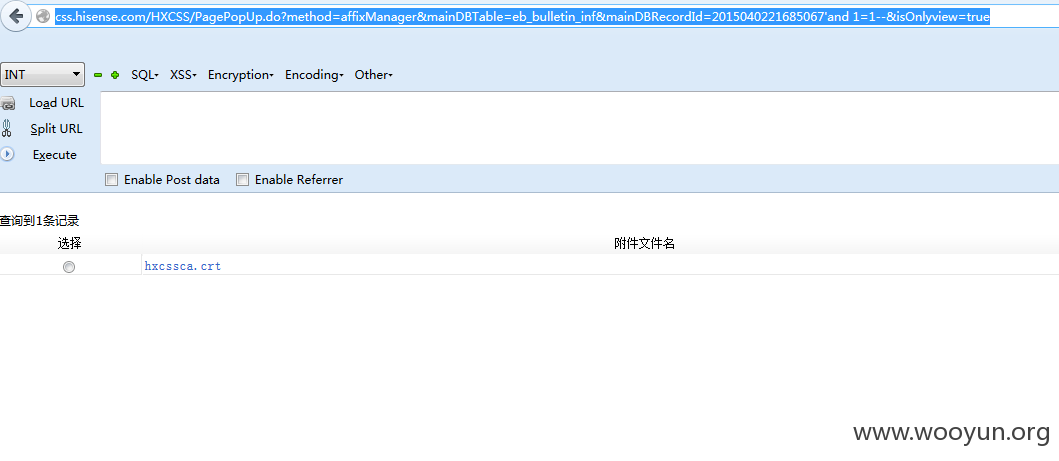 css.hisense.com/HXCSS/PagePopUp.do?method=affixManager&mainDBTable=eb_bulletin_inf&mainDBRecordId=2015040221685067'and 1=1--&isOnlyview=true
INT SQL XSS Encryption Encoding Other
Load URL
Split URL
Execute
Enable Post data Enable Referrer
查询到1条记录
选择 附件文件名
hxcssca.crt
www.wooyun.org